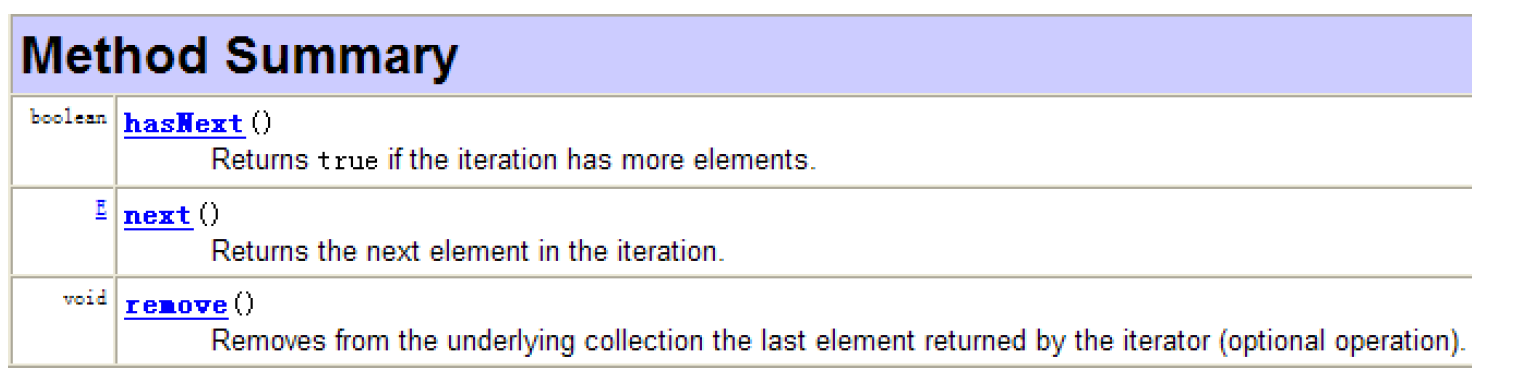 Method Summary
boolean hasNext()
Returns true if the iteration has more elements.
E next()
Returns the next element in the iteration.
void remove()
Removes from the underlying collection the last element returned by the iterator (optional operation).